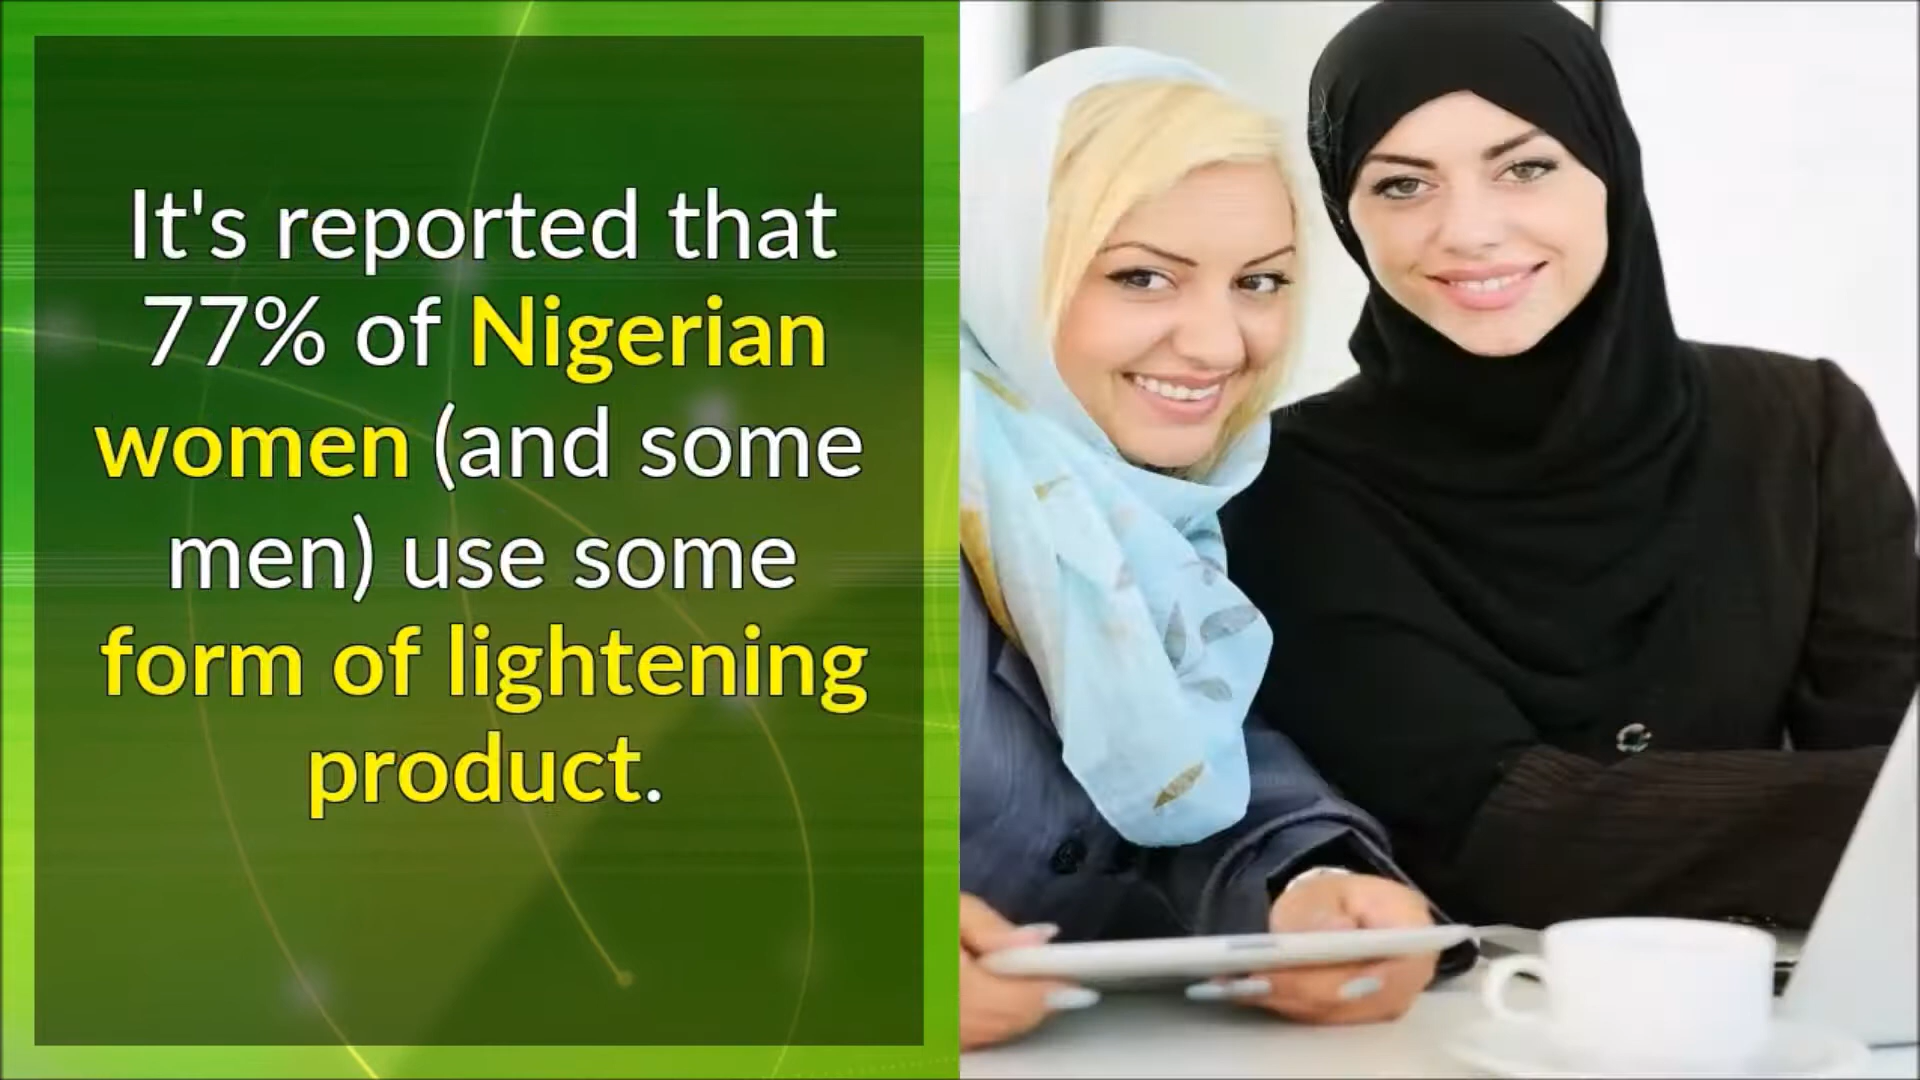 It's reported that
77% of Nigerian
women (and some
men) use some
form of lightening
product.